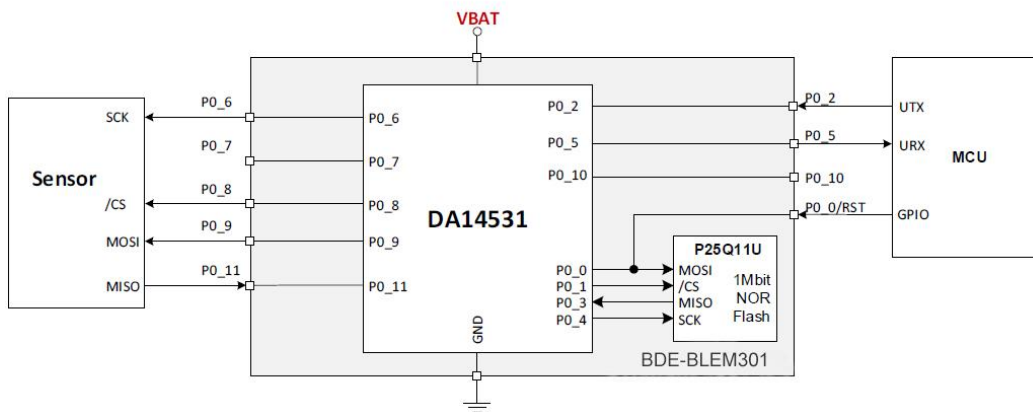 VBAT
P0_6
SCK
P0_6
P0_7
P0_7
Sensor
P0_8
/CS
P0_8
P0_9
MOSI
P0_9
P0_11
MISO
P0_11
DA14531
GND
P0_2
P0_2
UTX
P0_5
P0_5
URX
MCU
P0_10
P0_10
P0_0/RST
GPIO
P25Q11U
P0_0
MOSI
P0_1
/CS
P0_3
MISO
P0_4
SCK
1Mbit
NOR
Flash
BDE-BLEM301